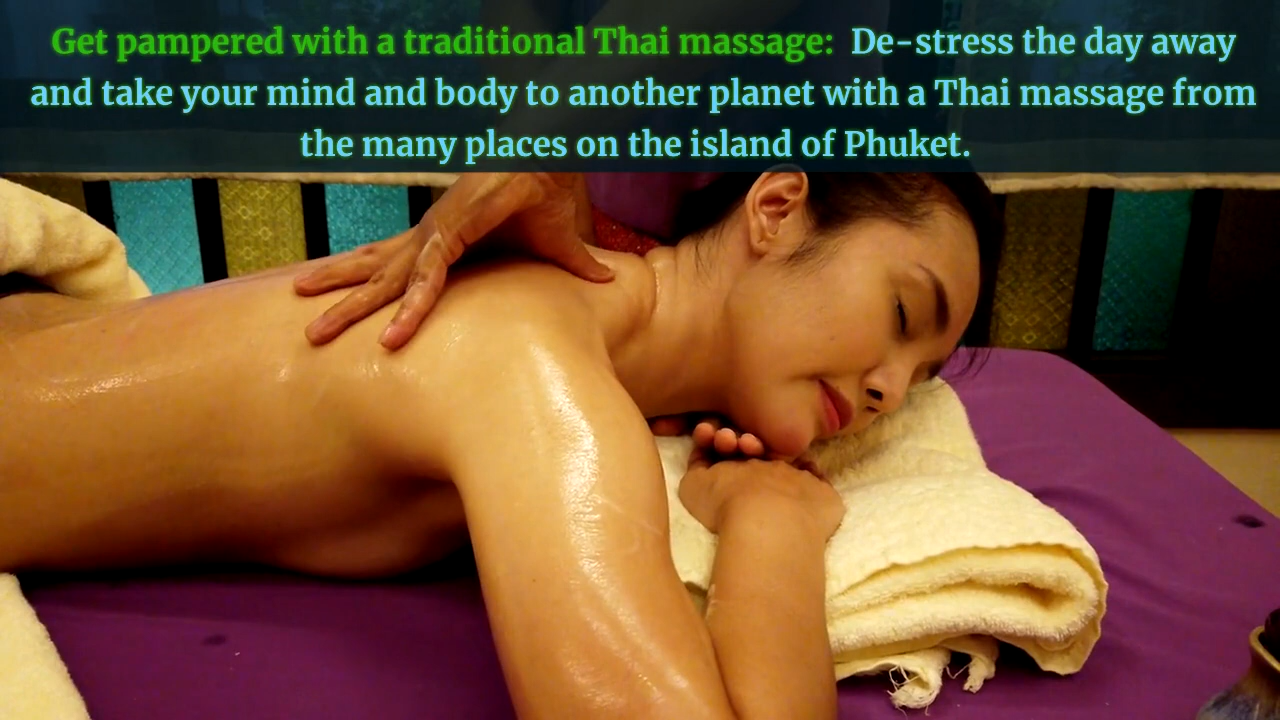 Get pampered with a traditional Thai massage: De-stress the day away
and take your mind and body to another planet with a Thai massage from
the many places on the island of Phuket.